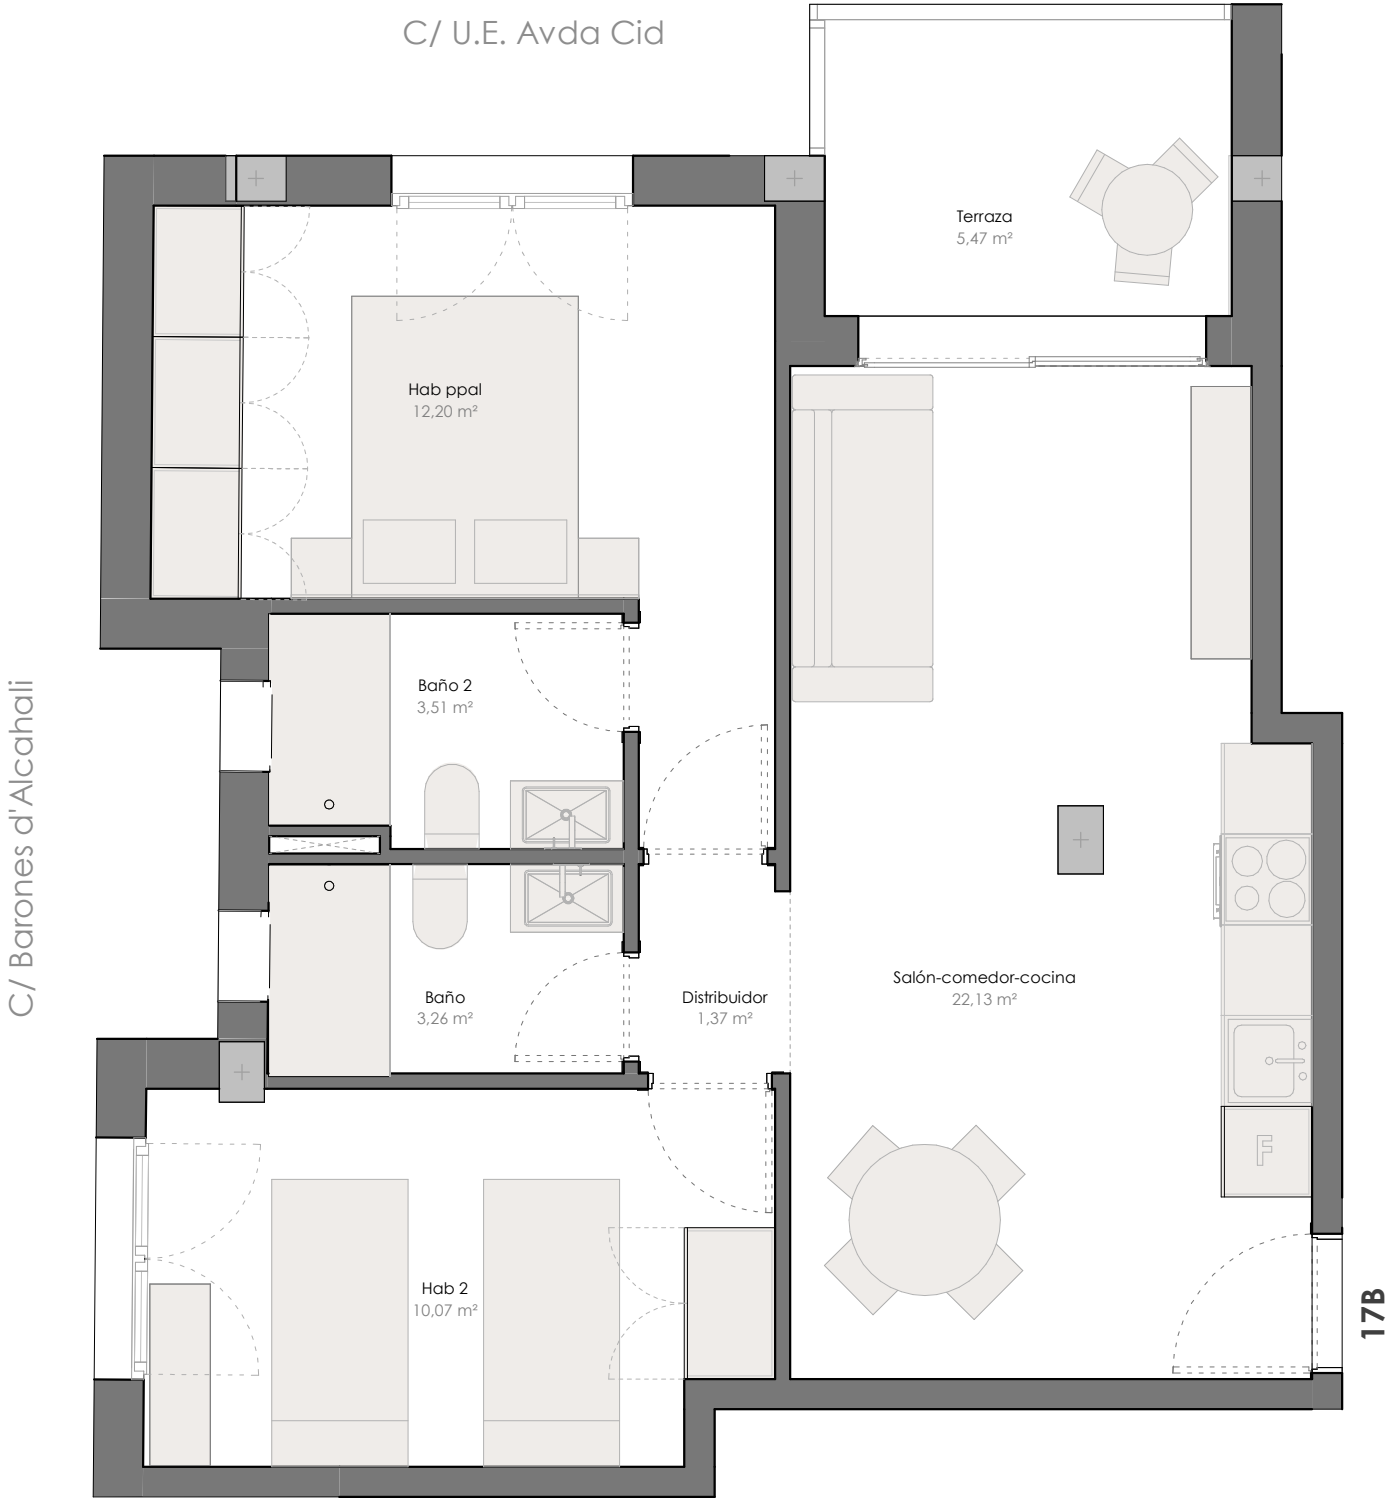 C/ U.E. Avda Cid
Terraza
5,47 m²
Hab ppal
12,20 m²
C/ Barones d'Alcahali
Baño 2
3,51 m²
Baño
3,26 m²
Distribuidor
1,37 m²
Salón-comedor-cocina
22,13 m²
F
Hab 2
10,07 m²
17B